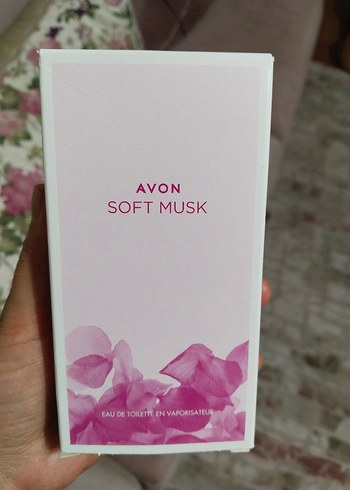 AVON
SOFT MUSK
EAU DE TOILETTE EN VAPORISATEUR